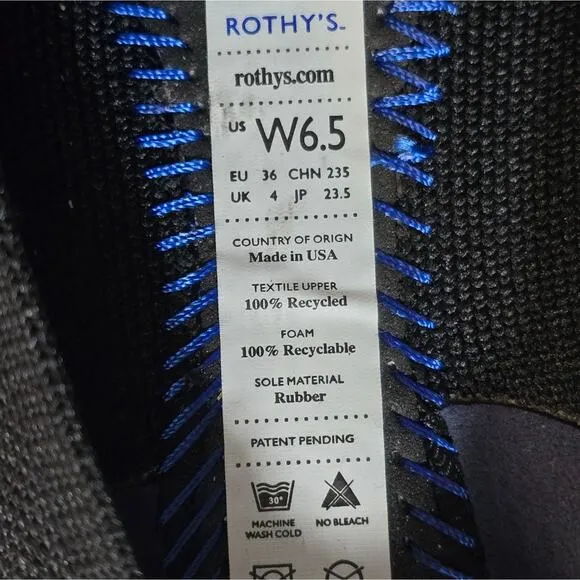 ROTHY'S™
rothys.com
US W6.5
EU 36 CHN 235
UK 4 JP 23.5
COUNTRY OF ORIGN
Made in USA
TEXTILE UPPER
100% Recycled
FOAM
100% Recyclable
SOLE MATERIAL
Rubber
PATENT PENDING
30°
MACHINE WASH COLD
NO BLEACH